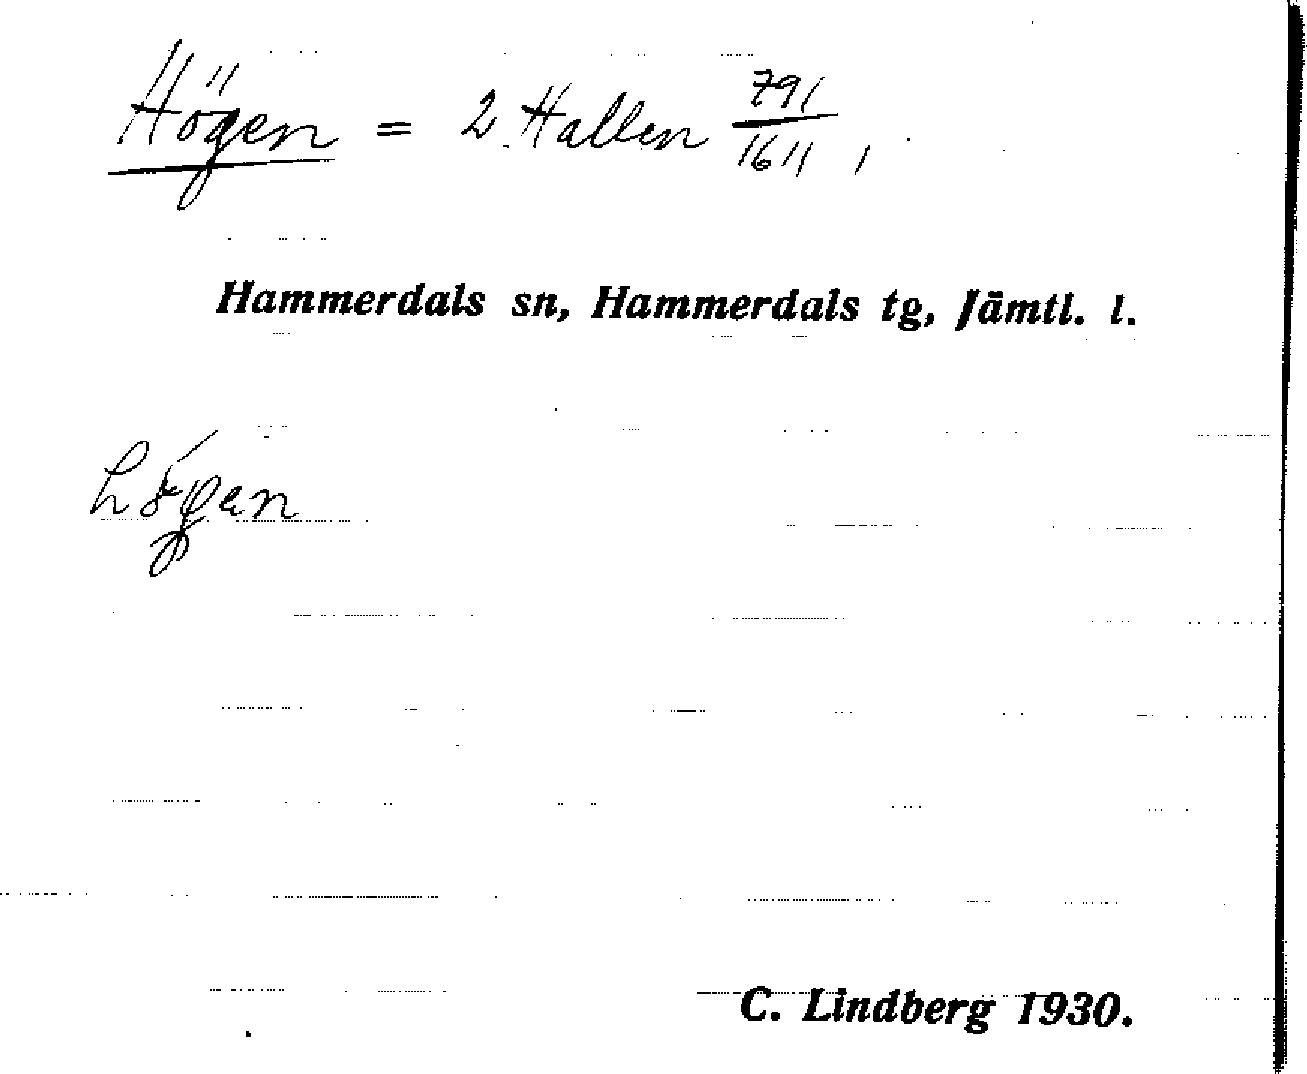 Högen = 2 Hallen 791/1611,
Hammerdals sn, Hammerdals tg, Jämtl. l.
C. Lindberg 1930.